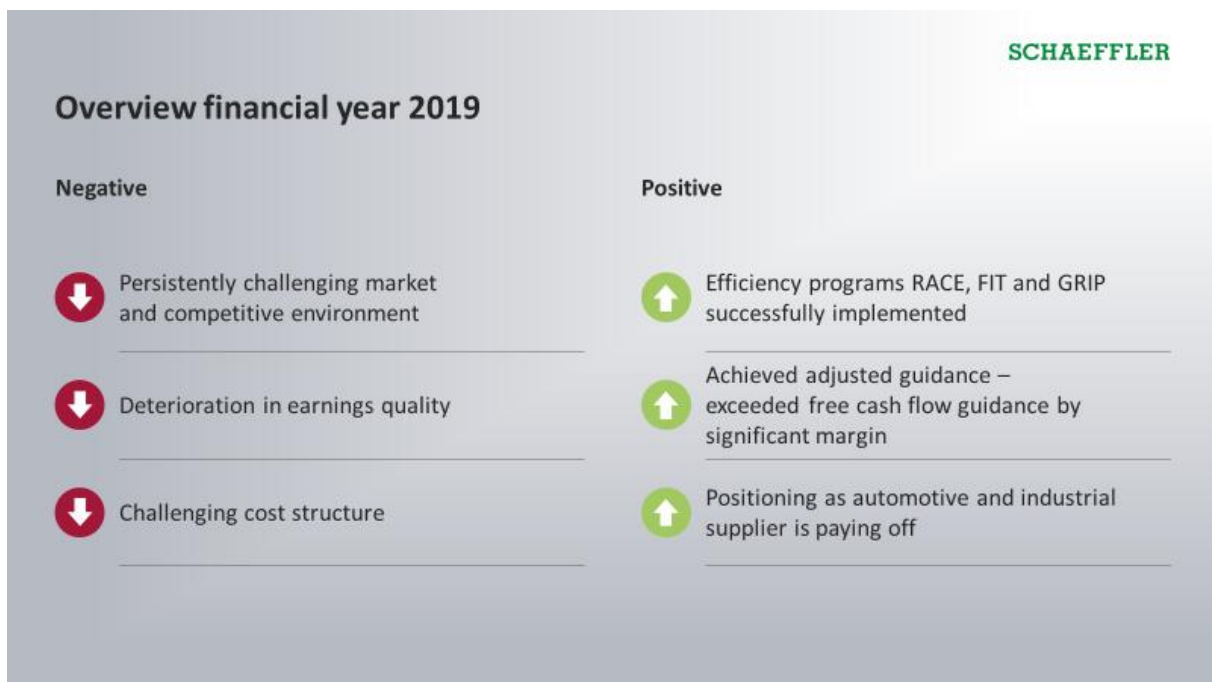 SCHAEFFLER
Overview financial year 2019
Negative
Persistently challenging market
and competitive environment
Deterioration in earnings quality
Challenging cost structure
Positive
Efficiency programs RACE, FIT and GRIP
successfully implemented
Achieved adjusted guidance –
exceeded free cash flow guidance by
significant margin
Positioning as automotive and industrial
supplier is paying off